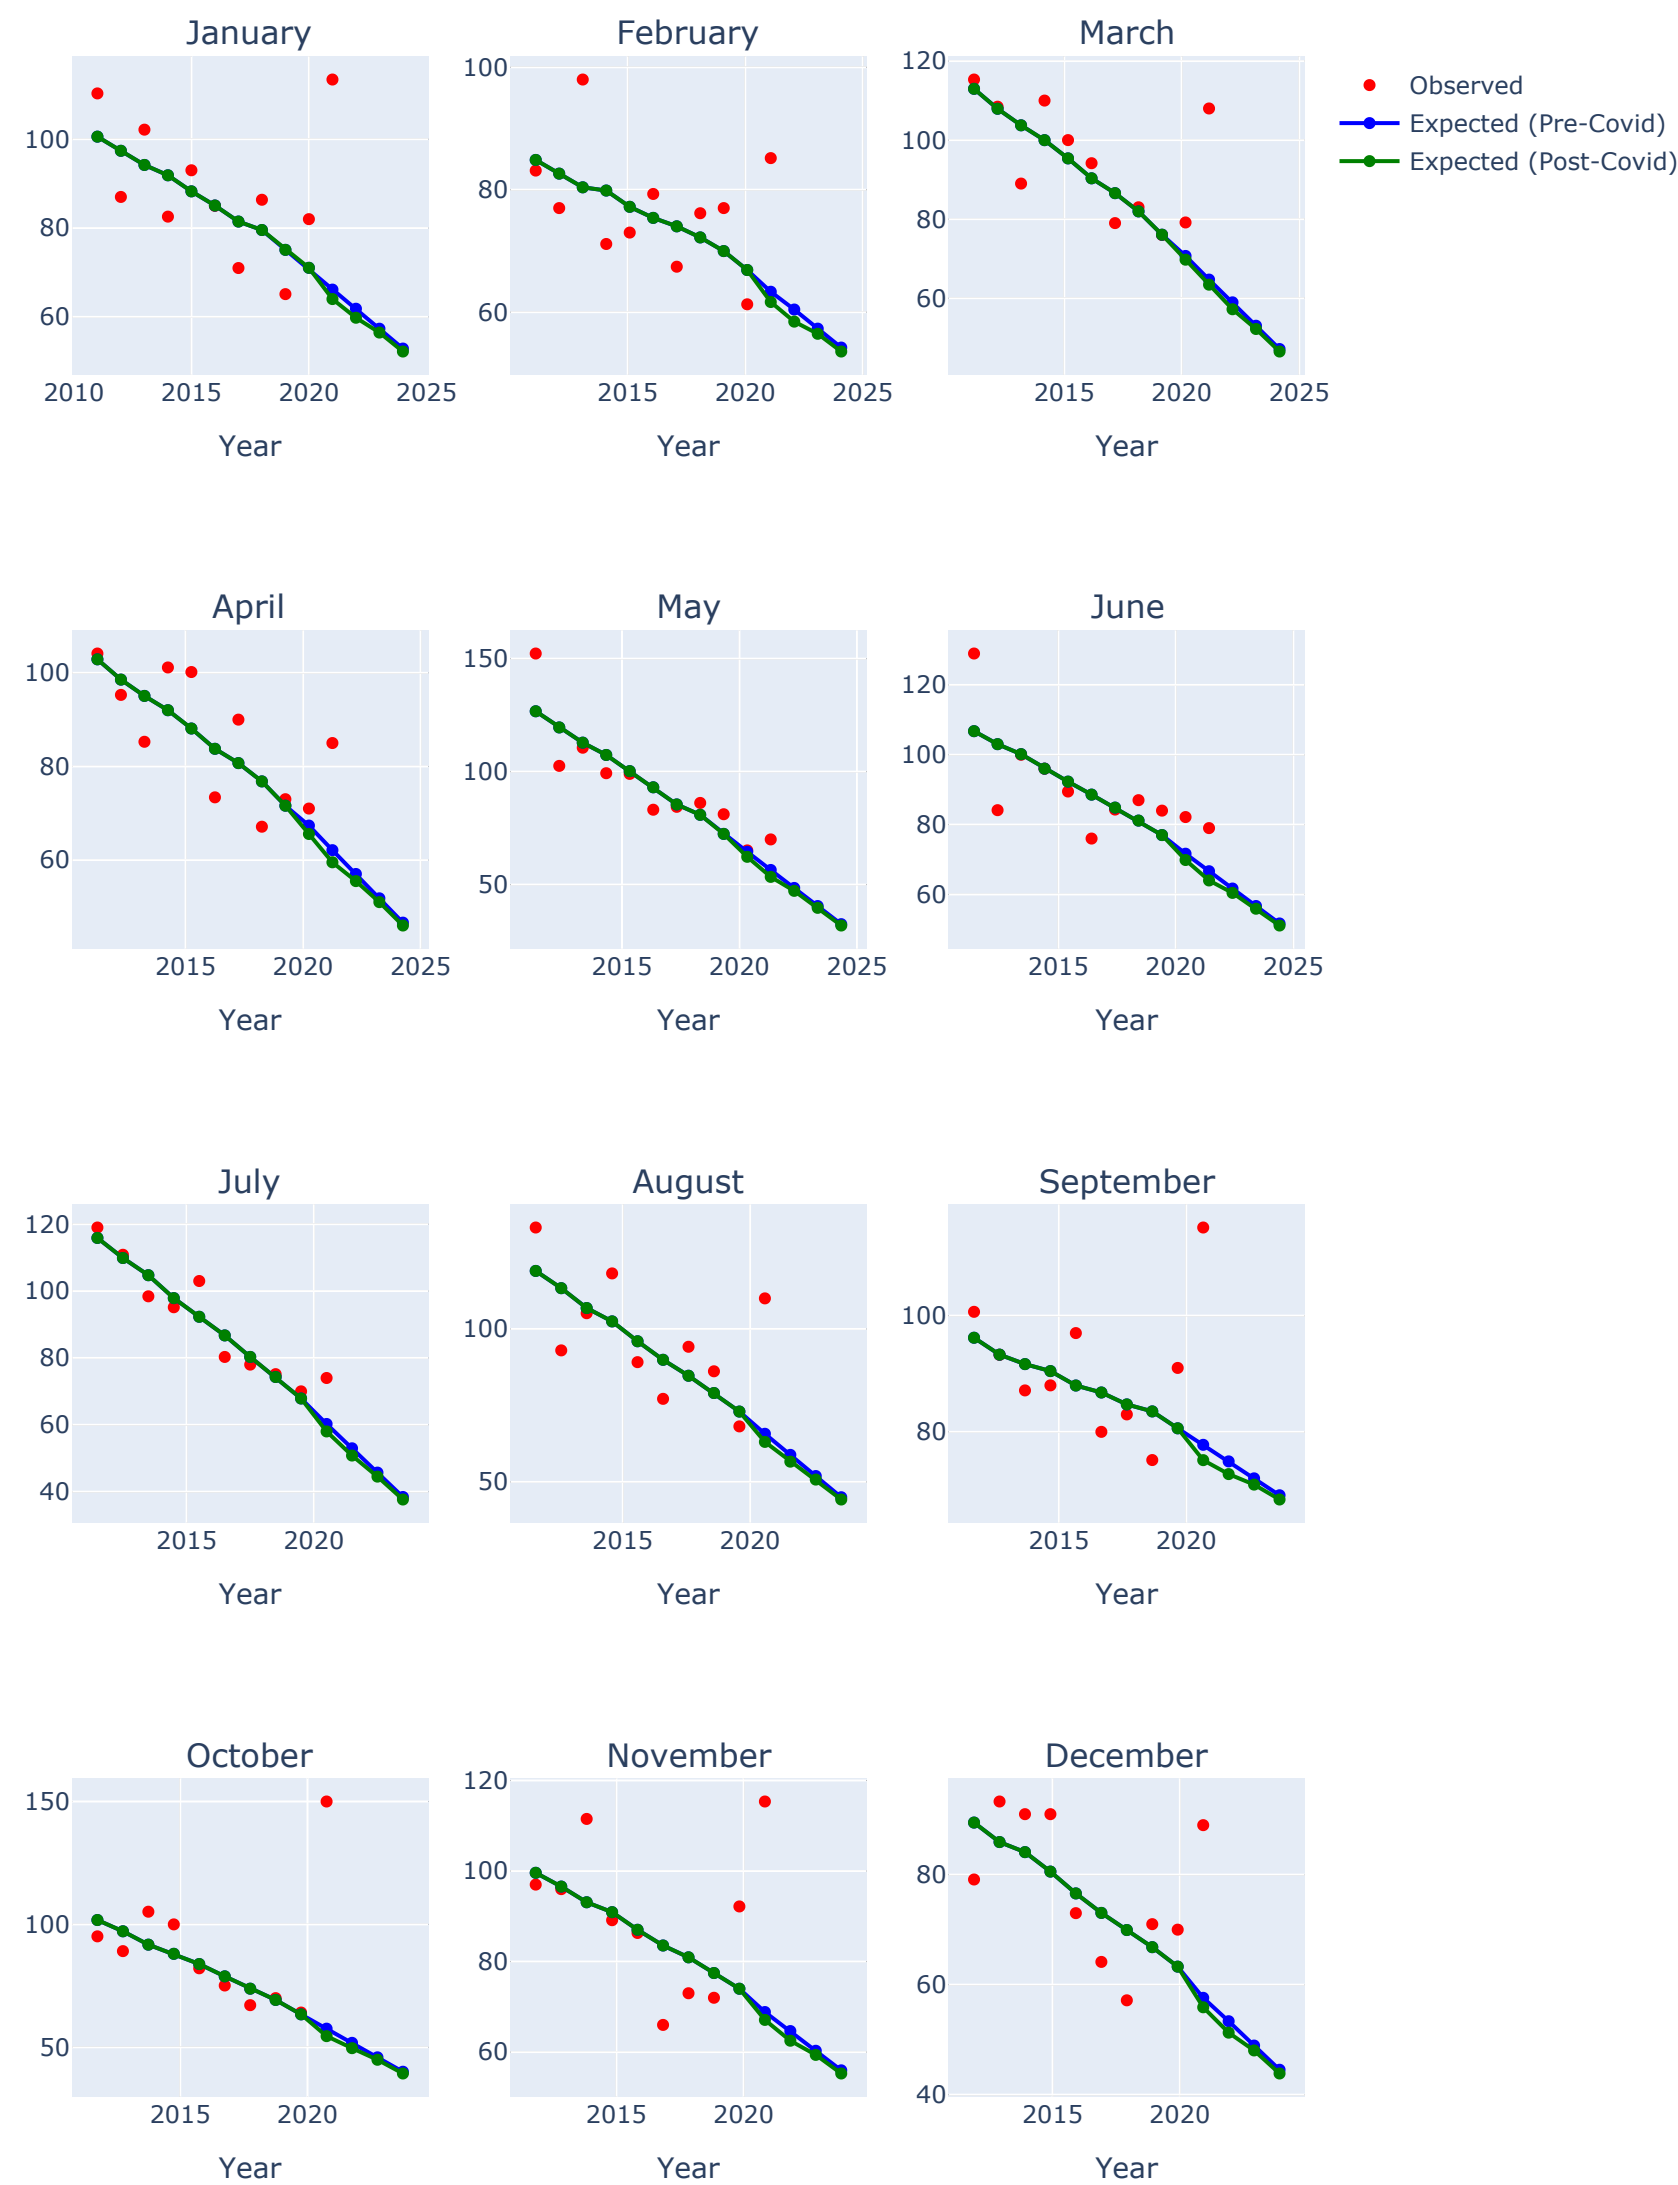 January
February
March
100
80
60
2010
2015
2020
2025
Year
100
80
60
2015
2020
2025
Year
120
100
80
60
2015
2020
2025
Year
Observed
Expected (Pre-Covid)
Expected (Post-Covid)
April
May
June
100
80
60
2015
2020
2025
Year
150
100
50
2015
2020
2025
Year
120
100
80
60
2015
2020
2025
Year
July
August
September
120
100
80
60
40
2015
2020
Year
100
50
2015
2020
Year
100
80
2015
2020
Year
October
November
December
150
100
50
2015
2020
Year
120
100
80
60
2015
2020
Year
80
60
40
2015
2020
Year